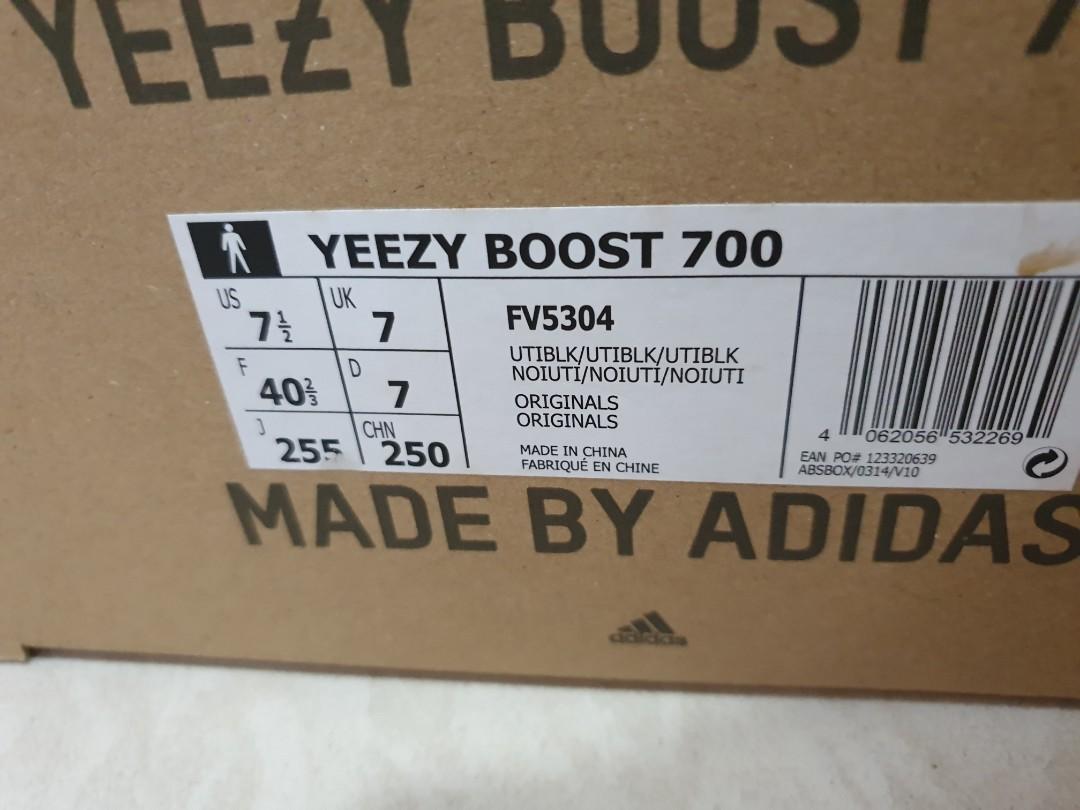 YEEZY BOOST 7
YEEZY BOOST 700
US 7½ UK 7
F 40⅔ D 7
J 255 CHN 250
FV5304
UTIBLK/UTIBLK/UTIBLK
NOIUTI/NOIUTI/NOIUTI
ORIGINALS
ORIGINALS
MADE IN CHINA
FABRIQUÉ EN CHINE
4 062056 532269
EAN PO# 123320639
ABSBOX/0314/V10
MADE BY ADIDAS
adidas